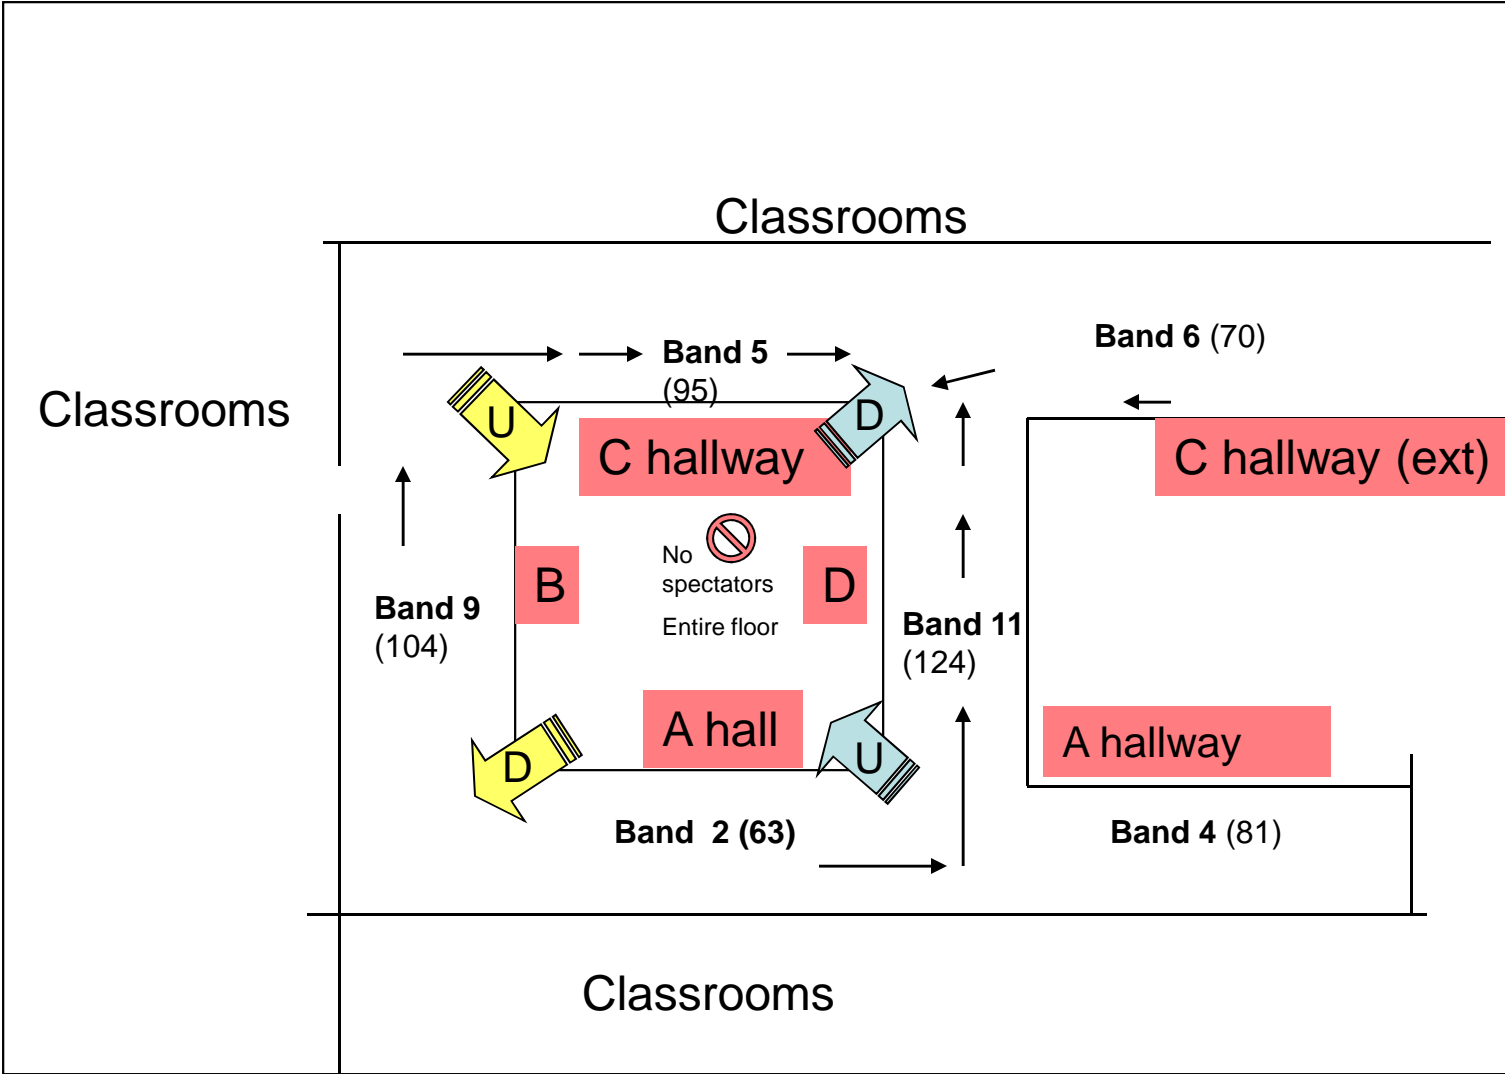 Classrooms
Band 6 (70)
Band 5
(95)
Classrooms
U
D
C hallway
C hallway (ext)
No
spectators
Entire floor
B
D
Band 9
(104)
Band 11
(124)
A hall
A hallway
D
U
Band 2 (63)
Band 4 (81)
Classrooms